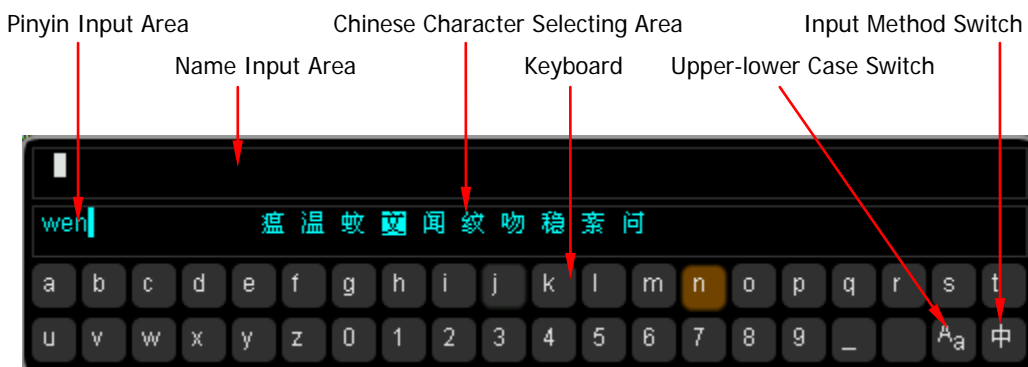 Pinyin Input Area Chinese Character Selecting Area Input Method Switch
Name Input Area Keyboard Upper-lower Case Switch
wen 瘟 温 蚊 文 闻 纹 吻 稳 紊 问
a b c d e f g h i j k l m n o p q r s t
u v w x y z 0 1 2 3 4 5 6 7 8 9 _ Aa 中